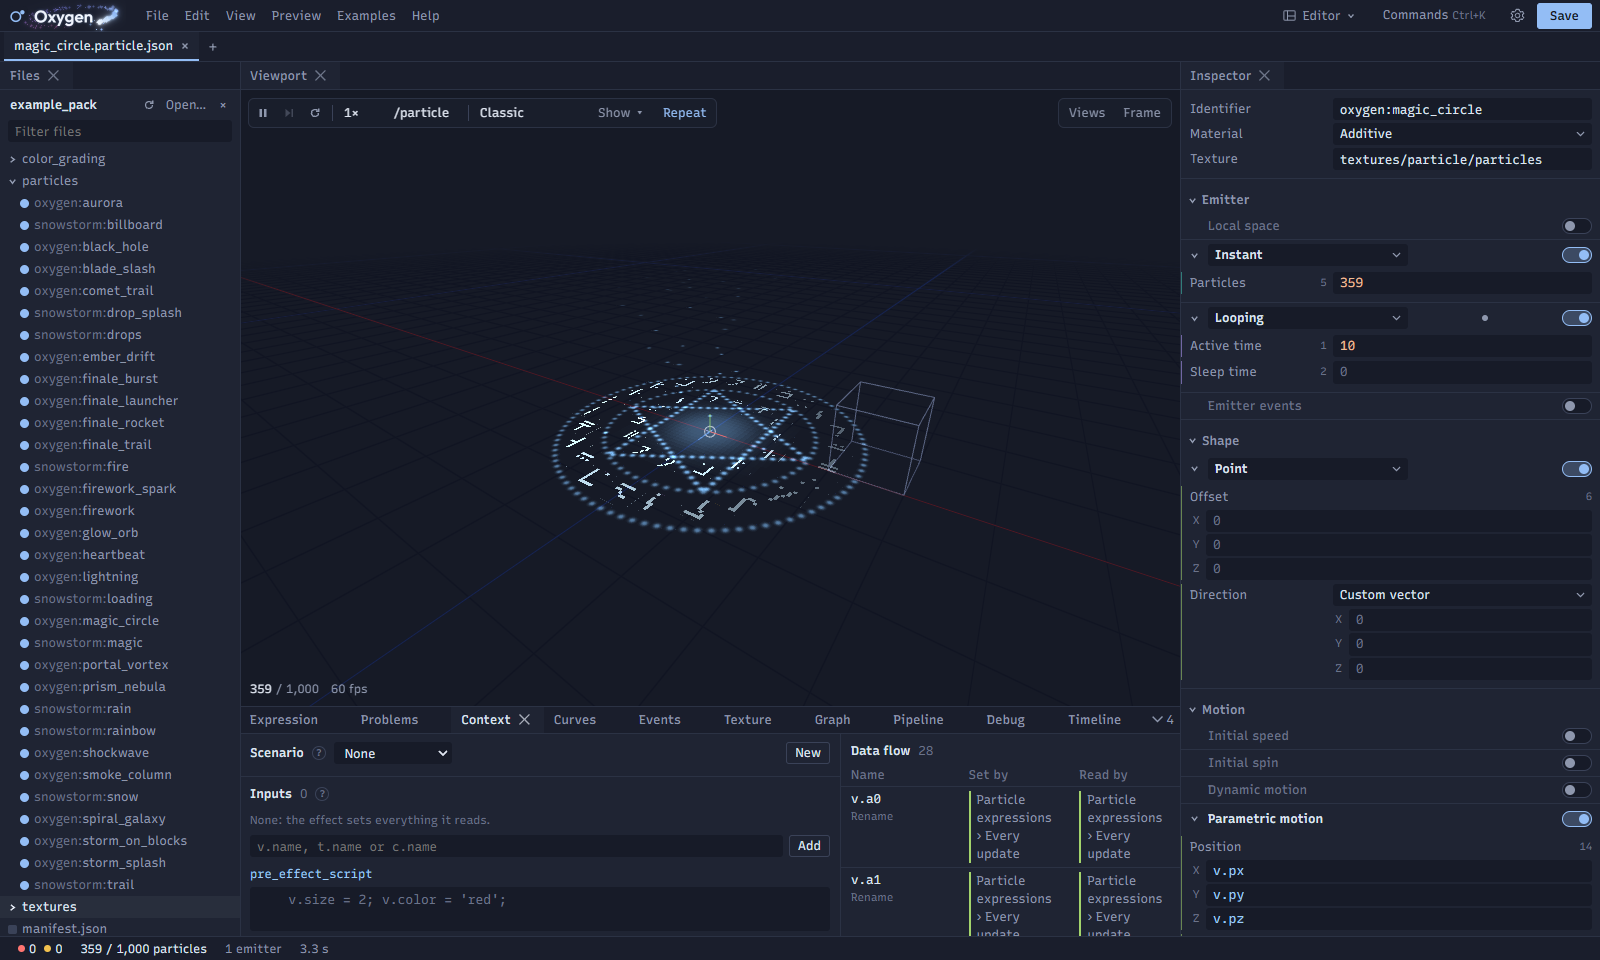 Oxygen File Edit View Preview Examples Help Editor Commands Ctrl+K Save
magic_circle.particle.json × +
Files
example_pack Open... ×
Filter files
color_grading
particles
oxygen:aurora
snowstorm:billboard
oxygen:black_hole
oxygen:blade_slash
oxygen:comet_trail
snowstorm:drop_splash
snowstorm:drops
oxygen:ember_drift
oxygen:finale_burst
oxygen:finale_launcher
oxygen:finale_rocket
oxygen:finale_trail
snowstorm:fire
oxygen:firework_spark
oxygen:firework
oxygen:glow_orb
oxygen:heartbeat
oxygen:lightning
snowstorm:loading
oxygen:magic_circle
snowstorm:magic
oxygen:portal_vortex
oxygen:prism_nebula
snowstorm:rain
snowstorm:rainbow
oxygen:shockwave
oxygen:smoke_column
snowstorm:snow
oxygen:spiral_galaxy
oxygen:storm_on_blocks
oxygen:storm_splash
snowstorm:trail
textures
manifest.json
Viewport
1× /particle Classic Show Repeat
Views Frame
359 / 1,000 60 fps
Expression Problems Context Curves Events Texture Graph Pipeline Debug Timeline 4
Scenario ? None New
Inputs 0 ?
None: the effect sets everything it reads.
v.name, t.name or c.name Add
pre_effect_script
v.size = 2; v.color = 'red';
Data flow 28
Name Set by Read by
v.a0
Rename
Particle expressions › Every update
Particle expressions › Every update
v.a1
Rename
Particle expressions › Every update
Particle expressions › Every update
Inspector
Identifier oxygen:magic_circle
Material Additive
Texture textures/particle/particles
Emitter
Local space
Instant
Particles 5 359
Looping
Active time 1 10
Sleep time 2 0
Emitter events
Shape
Point
Offset 6
X 0
Y 0
Z 0
Direction Custom vector
X 0
Y 0
Z 0
Motion
Initial speed
Initial spin
Dynamic motion
Parametric motion
Position 14
X v.px
Y v.py
Z v.pz
0 0 359 / 1,000 particles 1 emitter 3.3 s